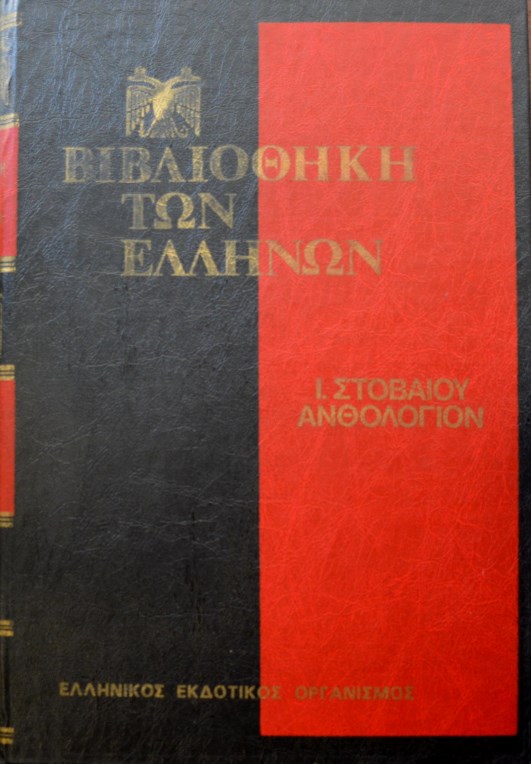 ΒΙΒΛΙΟΘΗΚΗ
ΤΩΝ
ΕΛΛΗΝΩΝ
Ι. ΣΤΟΒΑΙΟΥ
ΑΝΘΟΛΟΓΙΟΝ
ΕΛΛΗΝΙΚΟΣ ΕΚΔΟΤΙΚΟΣ ΟΡΓΑΝΙΣΜΟΣ